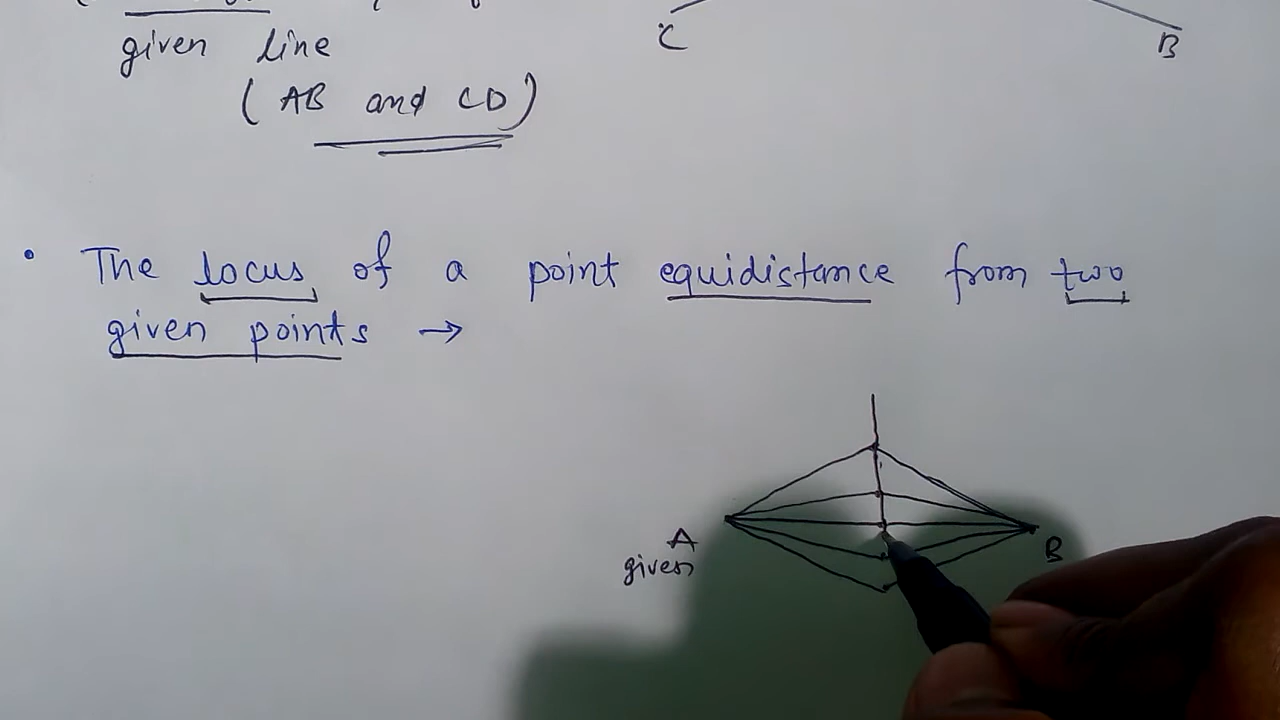 C
B
given line
(AB and CD)
• The locus of a point equidistance from two
given points →
A
given
B